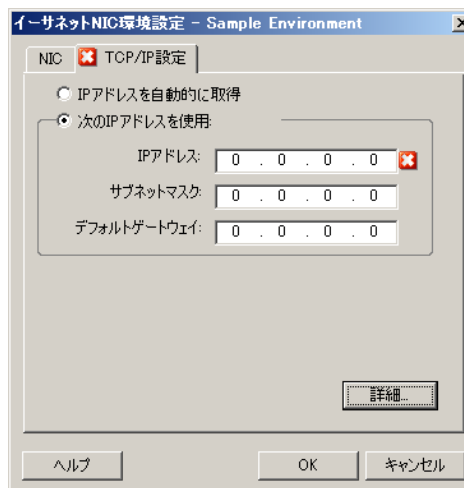 イーサネットNIC環境設定 - Sample Environment
NIC TCP/IP設定
IPアドレスを自動的に取得
次のIPアドレスを使用:
IPアドレス: 0 . 0 . 0 . 0
サブネットマスク: 0 . 0 . 0 . 0
デフォルトゲートウェイ: 0 . 0 . 0 . 0
詳細...
ヘルプ OK キャンセル